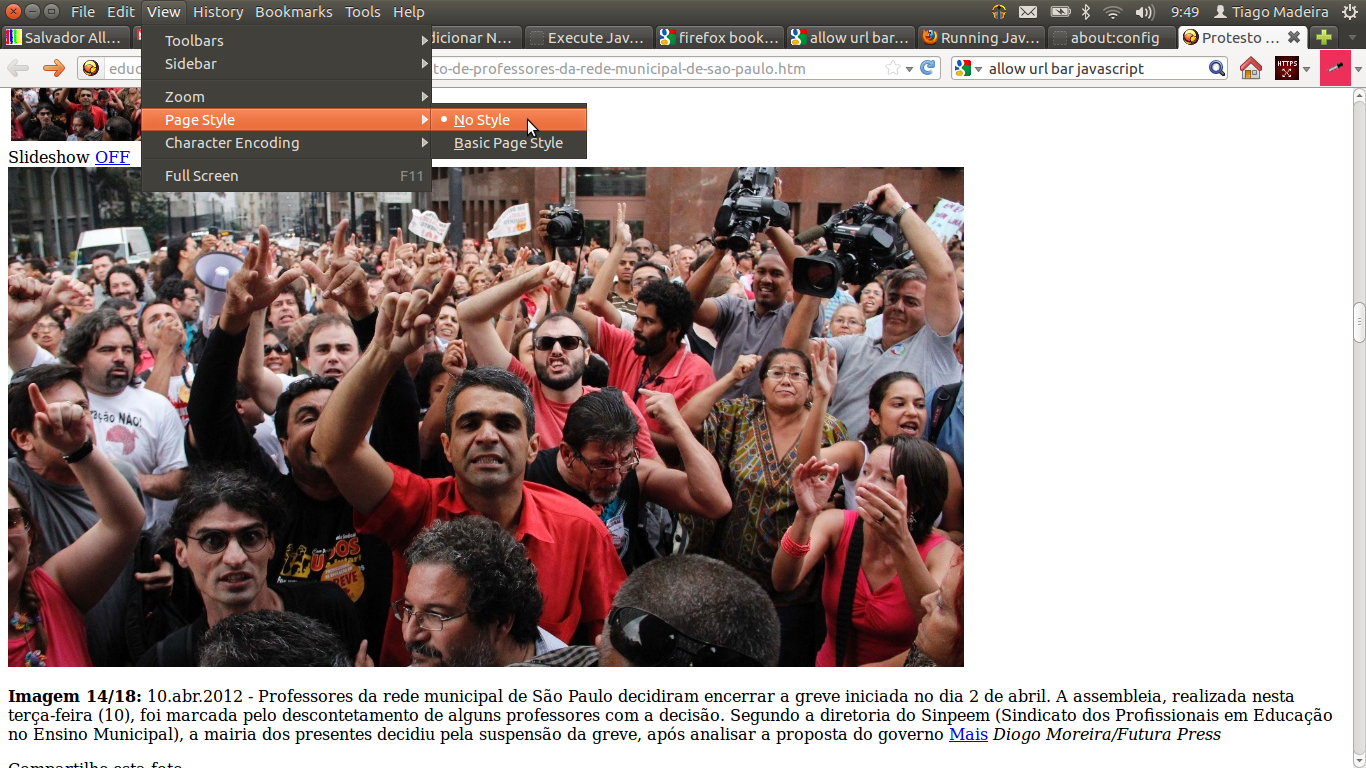 File Edit View History Bookmarks Tools Help 9:49 Tiago Madeira
Salvador All... dicionar N... Execute Jav... firefox book... allow url bar... Running Jav... about:config Protesto ...
educ to-de-professores-da-rede-municipal-de-sao-paulo.htm allow url bar javascript HTTPS
Toolbars
Sidebar
Zoom
Page Style
No Style
Character Encoding
Basic Page Style
Full Screen F11
Slideshow OFF
ração NÃO!
GREVE
Imagem 14/18: 10.abr.2012 - Professores da rede municipal de São Paulo decidiram encerrar a greve iniciada no dia 2 de abril. A assembleia, realizada nesta
terça-feira (10), foi marcada pelo descontetamento de alguns professores com a decisão. Segundo a diretoria do Sinpeem (Sindicato dos Profissionais em Educação
no Ensino Municipal), a mairia dos presentes decidiu pela suspensão da greve, após analisar a proposta do governo Mais Diogo Moreira/Futura Press
Compartilhe esta foto